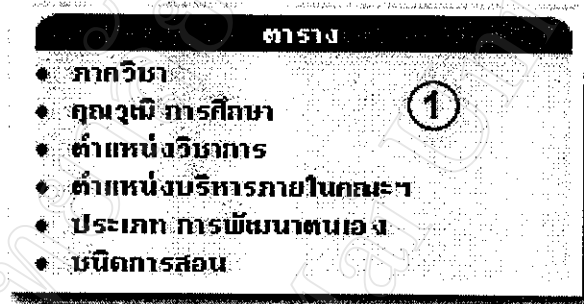 ตาราง
ภาควิชา
คุณวุฒิ การศึกษา
①
ตำแหน่งวิชาการ
ตำแหน่งบริหารภายในคณะฯ
ประเภท การพัฒนาตนเอง
ชนิดการสอน